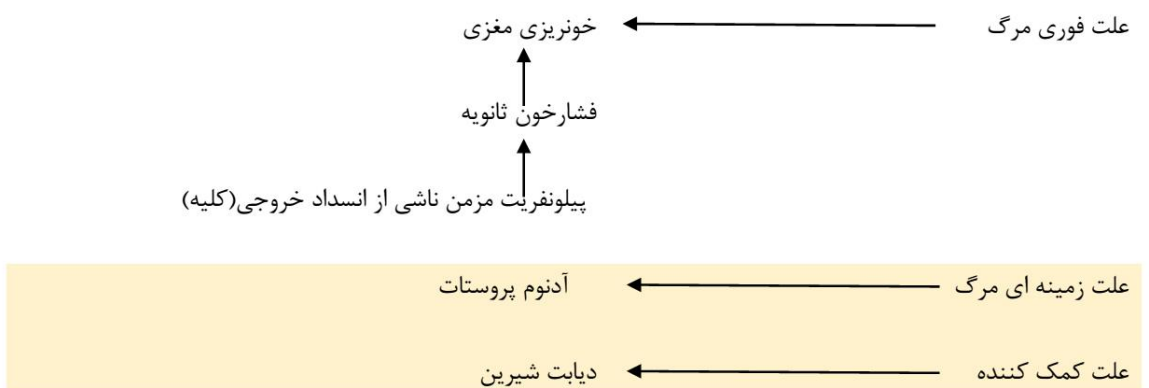 علت فوری مرگ خونریزی مغزی
فشارخون ثانویه
پیلونفریت مزمن ناشی از انسداد خروجی(کلیه)
علت زمینه ای مرگ آدنوم پروستات
علت کمک کننده دیابت شیرین